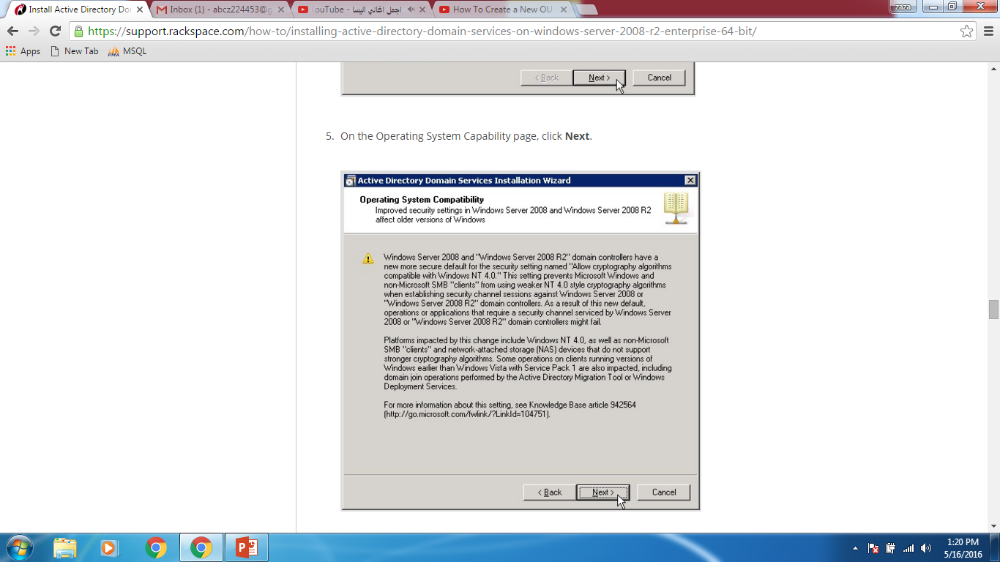 Install Active Directory Do
Inbox (1) - abcz224453@g
YouTube - اجمل اغاني اليسا
How To Create a New OU
zaza
https://support.rackspace.com/how-to/installing-active-directory-domain-services-on-windows-server-2008-r2-enterprise-64-bit/
Apps
New Tab
PMA
MSQL
< Back
Next >
Cancel
5. On the Operating System Capability page, click Next.
Active Directory Domain Services Installation Wizard
Operating System Compatibility
Improved security settings in Windows Server 2008 and Windows Server 2008 R2
affect older versions of Windows
Windows Server 2008 and "Windows Server 2008 R2" domain controllers have a
new more secure default for the security setting named "Allow cryptography algorithms
compatible with Windows NT 4.0." This setting prevents Microsoft Windows and
non-Microsoft SMB "clients" from using weaker NT 4.0 style cryptography algorithms
when establishing security channel sessions against Windows Server 2008 or
"Windows Server 2008 R2" domain controllers. As a result of this new default,
operations or applications that require a security channel serviced by Windows Server
2008 or "Windows Server 2008 R2" domain controllers might fail.
Platforms impacted by this change include Windows NT 4.0, as well as non-Microsoft
SMB "clients" and network-attached storage (NAS) devices that do not support
stronger cryptography algorithms. Some operations on clients running versions of
Windows earlier than Windows Vista with Service Pack 1 are also impacted, including
domain join operations performed by the Active Directory Migration Tool or Windows
Deployment Services.
For more information about this setting, see Knowledge Base article 942564
(http://go.microsoft.com/fwlink/?LinkId=104751).
< Back
Next >
Cancel
P
1:20 PM
5/16/2016